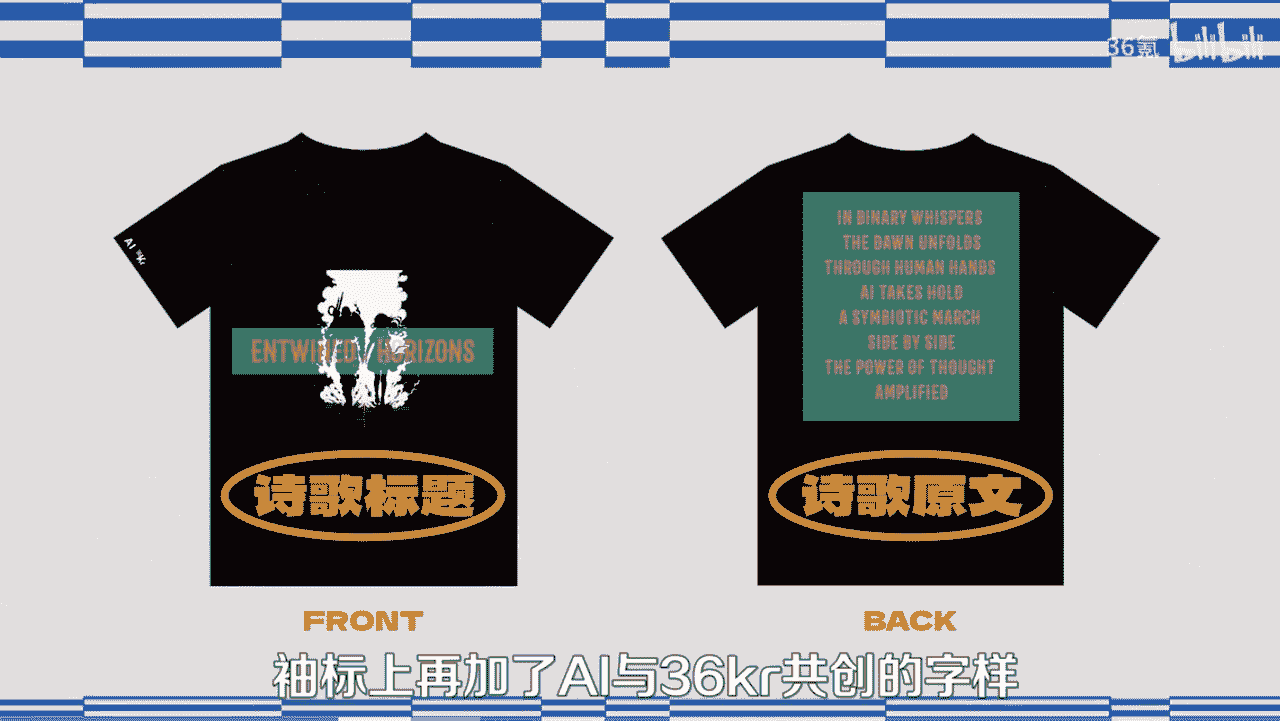 36氪 bilibili
AI
ENTWINED HORIZONS
IN BINARY WHISPERS
THE DAWN UNFOLDS
THROUGH HUMAN HANDS
AI TAKES HOLD
A SYMBIOTIC MARCH
SIDE BY SIDE
THE POWER OF THOUGHT
AMPLIFIED
诗歌标题
诗歌原文
FRONT
BACK
袖标上再加了AI与36kr共创的字样